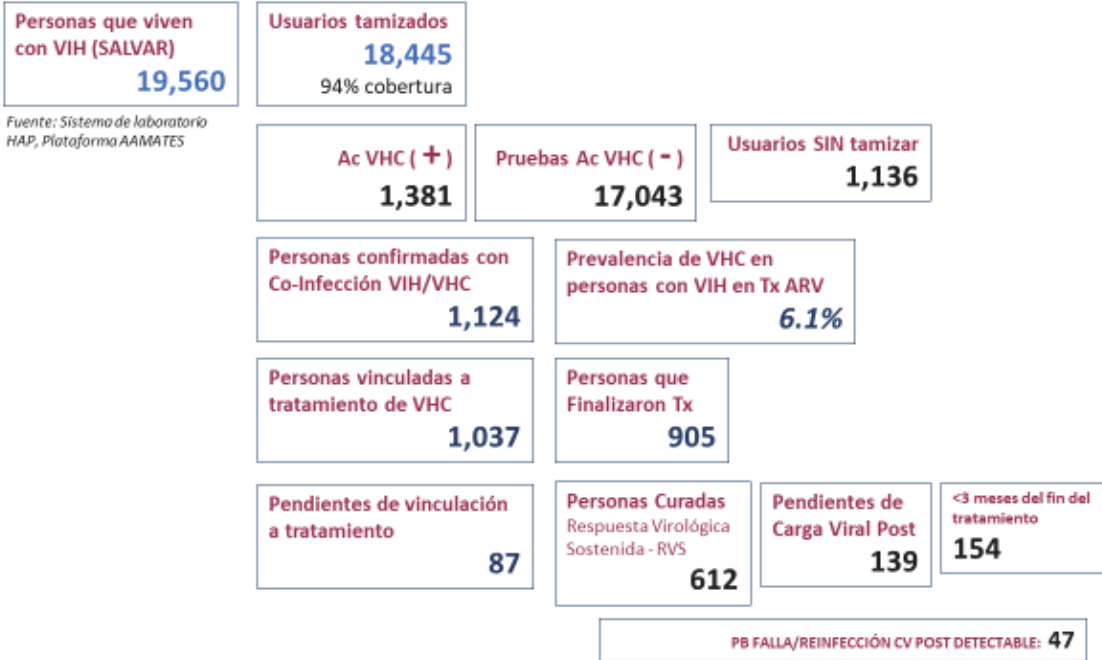 Personas que viven
con VIH (SALVAR)
19,560
Usuarios tamizados
18,445
94% cobertura
Fuente: Sistema de laboratorio
HAP, Plataforma AAMATES
Ac VHC ( + )
1,381
Pruebas Ac VHC ( - )
17,043
Usuarios SIN tamizar
1,136
Personas confirmadas con
Co-Infección VIH/VHC
1,124
Prevalencia de VHC en
personas con VIH en Tx ARV
6.1%
Personas vinculadas a
tratamiento de VHC
1,037
Personas que
Finalizaron Tx
905
Pendientes de vinculación
a tratamiento
87
Personas Curadas
Respuesta Virológica
Sostenida - RVS
612
Pendientes de
Carga Viral Post
139
<3 meses del fin del
tratamiento
154
PB FALLA/REINFECCIÓN CV POST DETECTABLE: 47